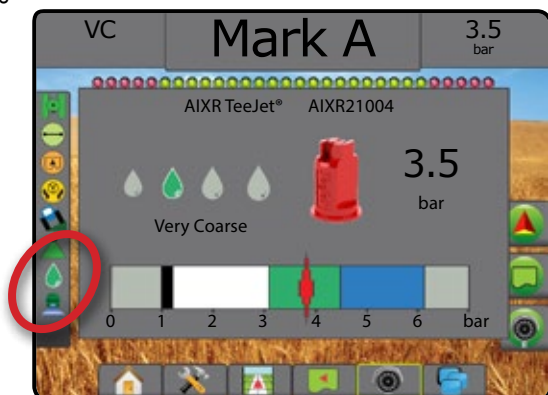 VC Mark A 3.5
bar
AIXR TeeJet® AIXR21004
3.5
bar
Very Coarse
0 1 2 3 4 5 6 bar